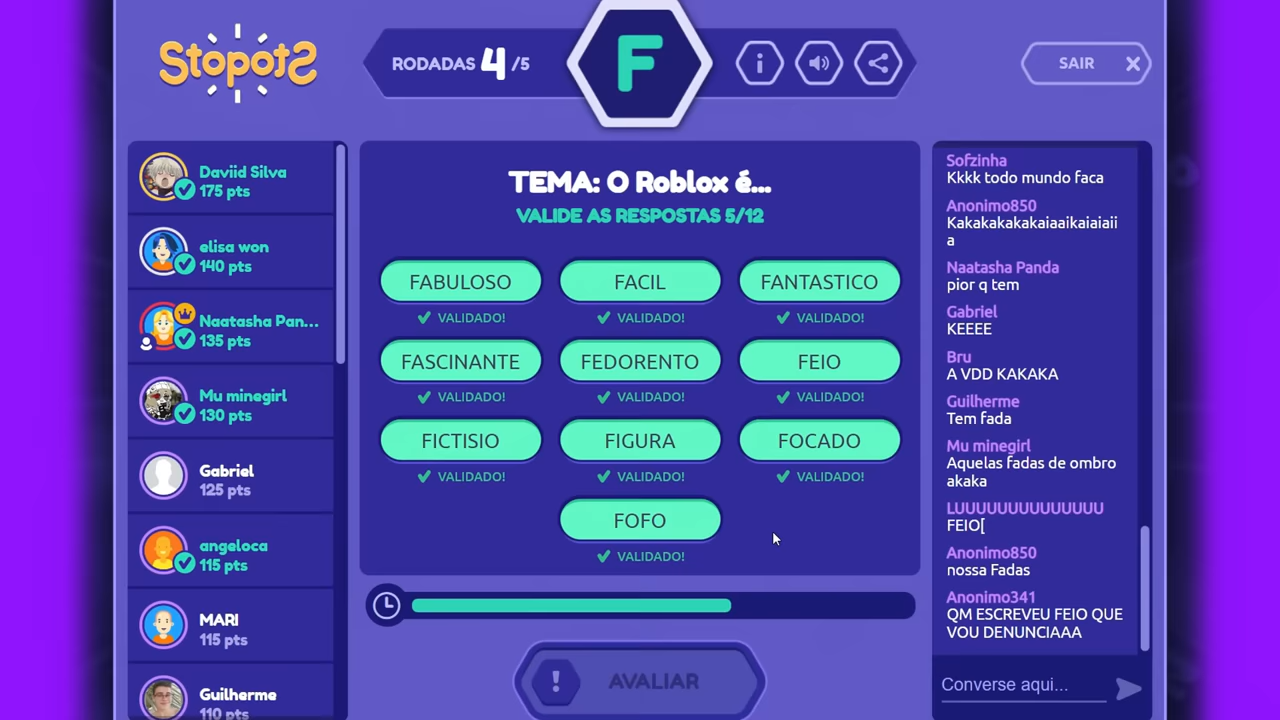 StopotS
RODADAS 4 /5
F
SAIR
Daviid Silva
175 pts
elisa won
140 pts
Naatasha Pan...
135 pts
Mu minegirl
130 pts
Gabriel
125 pts
angeloca
115 pts
MARI
115 pts
Guilherme
110 pts
TEMA: O Roblox é...
VALIDE AS RESPOSTAS 5/12
FABULOSO
FACIL
FANTASTICO
VALIDADO!
VALIDADO!
VALIDADO!
FASCINANTE
FEDORENTO
FEIO
VALIDADO!
VALIDADO!
VALIDADO!
FICTISIO
FIGURA
FOCADO
VALIDADO!
VALIDADO!
VALIDADO!
FOFO
VALIDADO!
! AVALIAR
Sofzinha
Kkkk todo mundo faca
Anonimo850
Kakakakakakaiaaikaiaiaii
a
Naatasha Panda
pior q tem
Gabriel
KEEEE
Bru
A VDD KAKAKA
Guilherme
Tem fada
Mu minegirl
Aquelas fadas de ombro
akaka
LUUUUUUUUUUUUUU
FEIO[
Anonimo850
nossa Fadas
Anonimo341
QM ESCREVEU FEIO QUE
VOU DENUNCIAAA
Converse aqui...